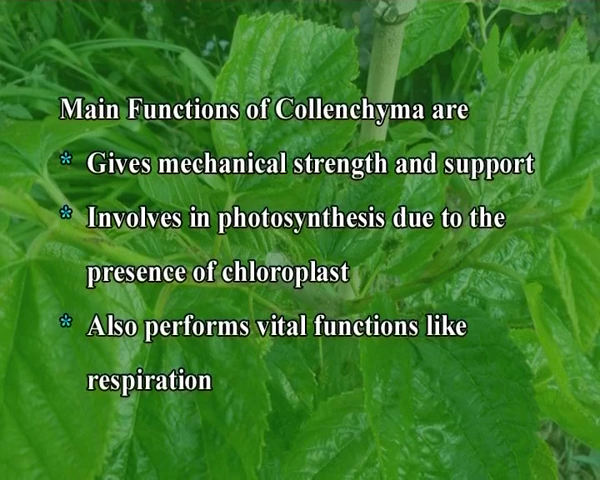 Main Functions of Collenchyma are
* Gives mechanical strength and support
* Involves in photosynthesis due to the
presence of chloroplast
* Also performs vital functions like
respiration